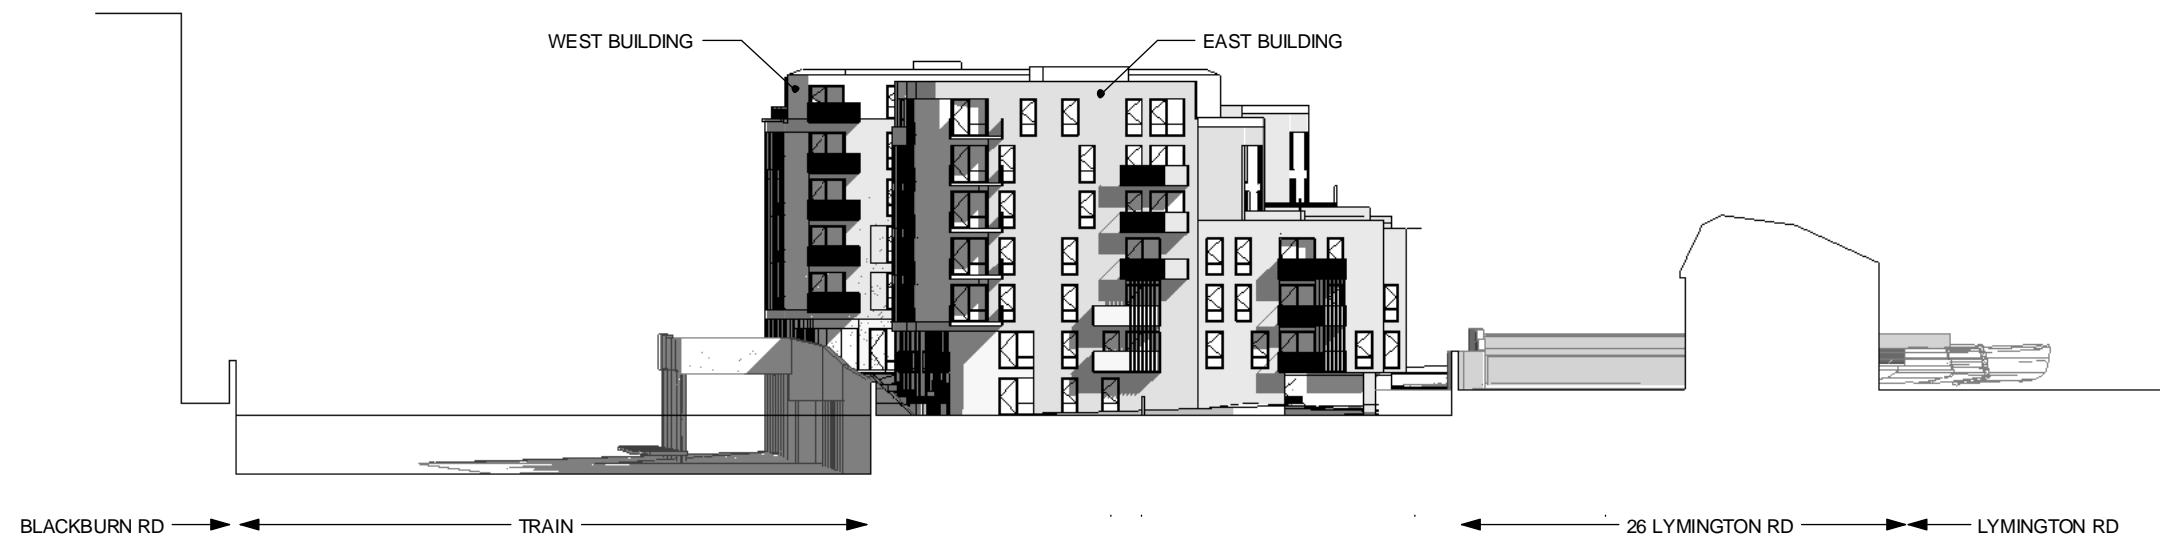 WEST BUILDING
EAST BUILDING
BLACKBURN RD
TRAIN
26 LYMINGTON RD
LYMINGTON RD